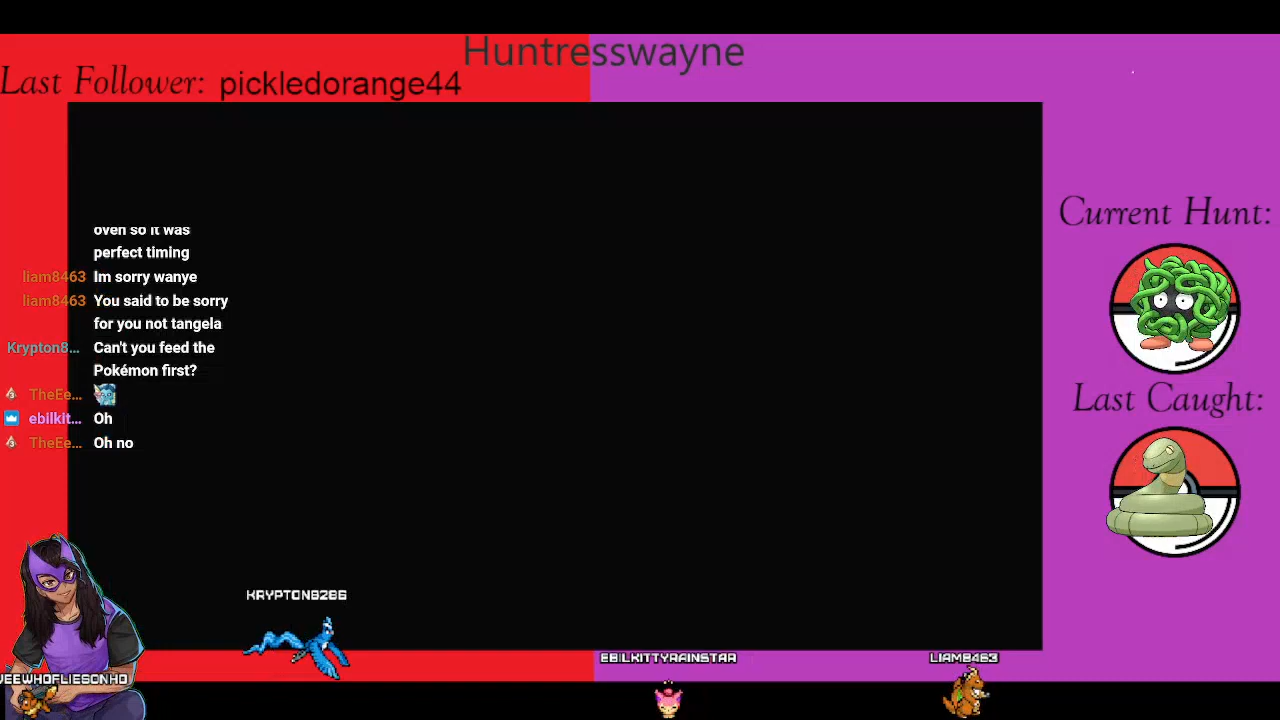 Huntresswayne
Last Follower: pickledorange44
oven so it was
perfect timing
liam8463 Im sorry wanye
liam8463 You said to be sorry
for you not tangela
Krypton8... Can't you feed the
Pokémon first?
TheEe...
ebilkit... Oh
TheEe... Oh no
Current Hunt:
Last Caught:
KRYPTON8286
EBILKITTYRAINSTAR
LIAM8463
VEEWHOFLIESONHO